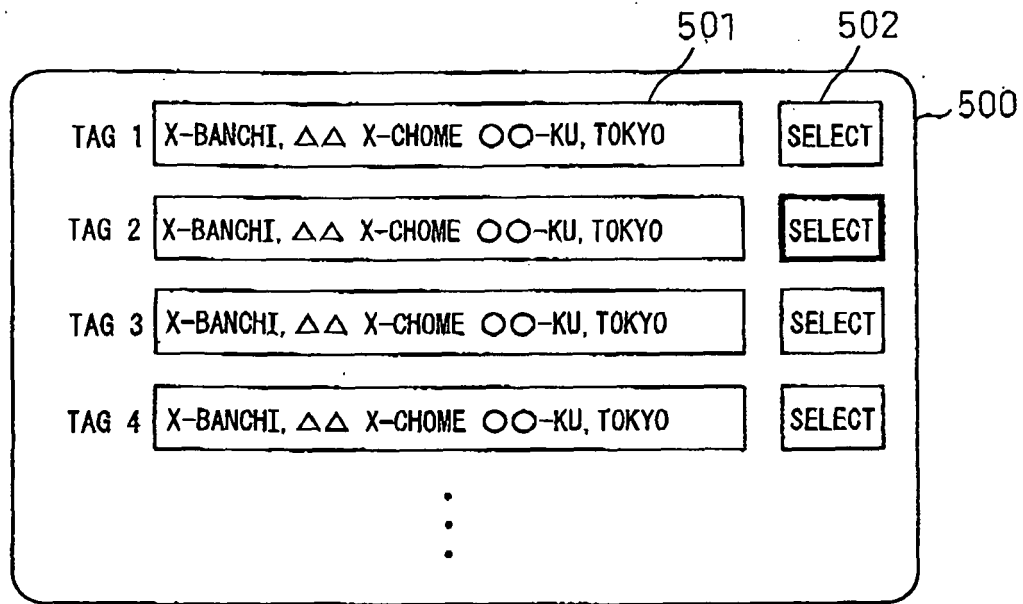 501 502
500
TAG 1 X-BANCHI, △△ X-CHOME ○○-KU, TOKYO SELECT
TAG 2 X-BANCHI, △△ X-CHOME ○○-KU, TOKYO SELECT
TAG 3 X-BANCHI, △△ X-CHOME ○○-KU, TOKYO SELECT
TAG 4 X-BANCHI, △△ X-CHOME ○○-KU, TOKYO SELECT